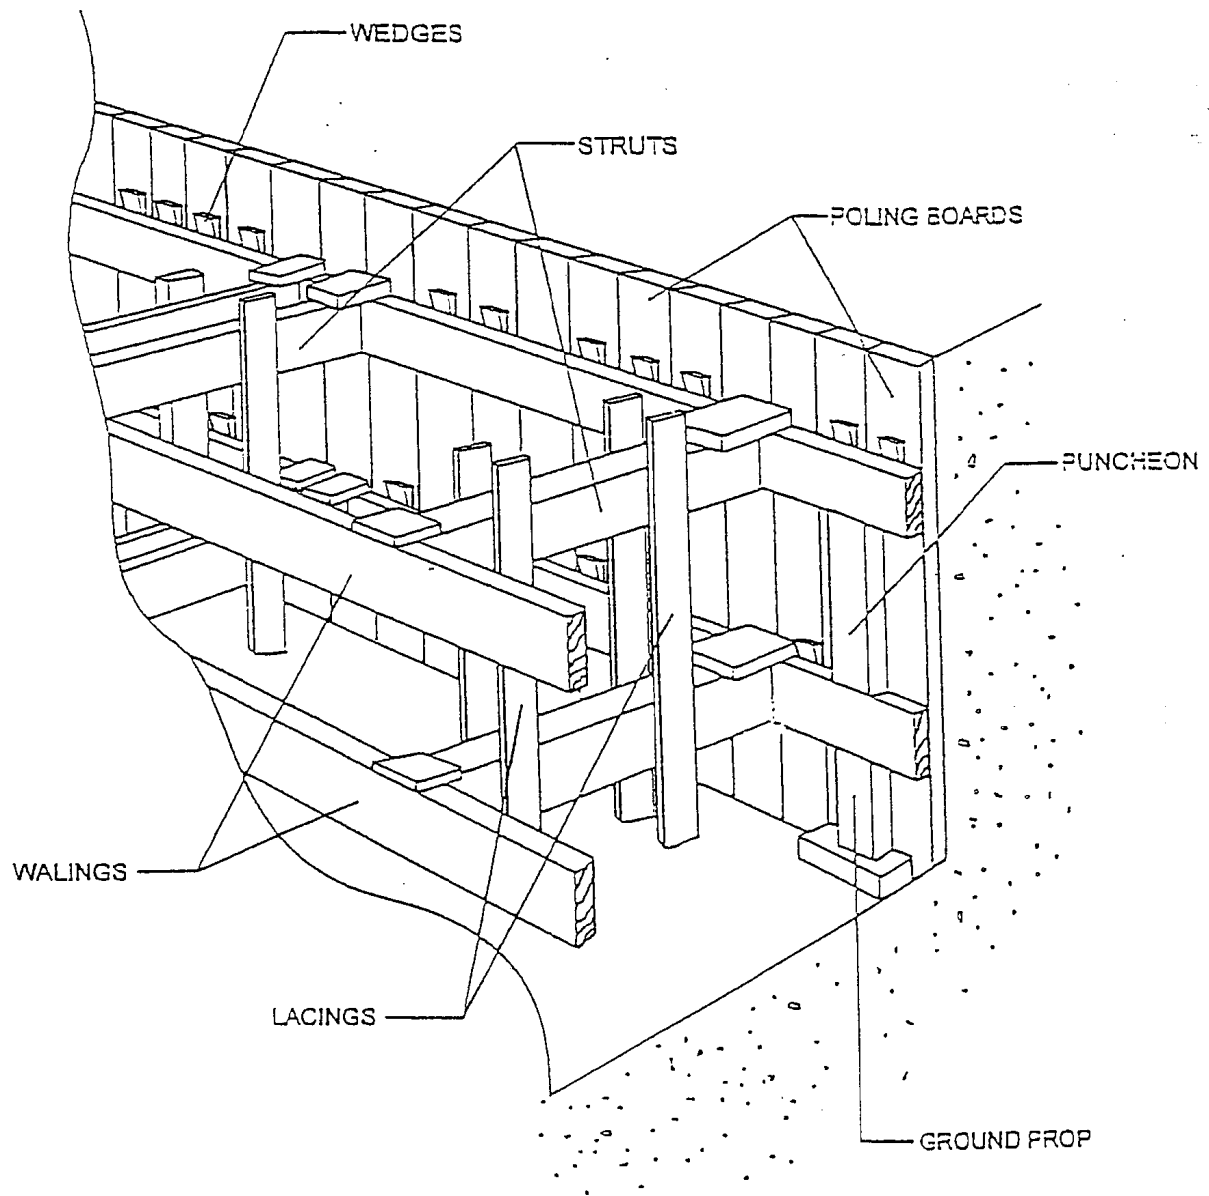 WEDGES
STRUTS
POLING BOARDS
PUNCHEON
WALINGS
LACINGS
GROUND PROP